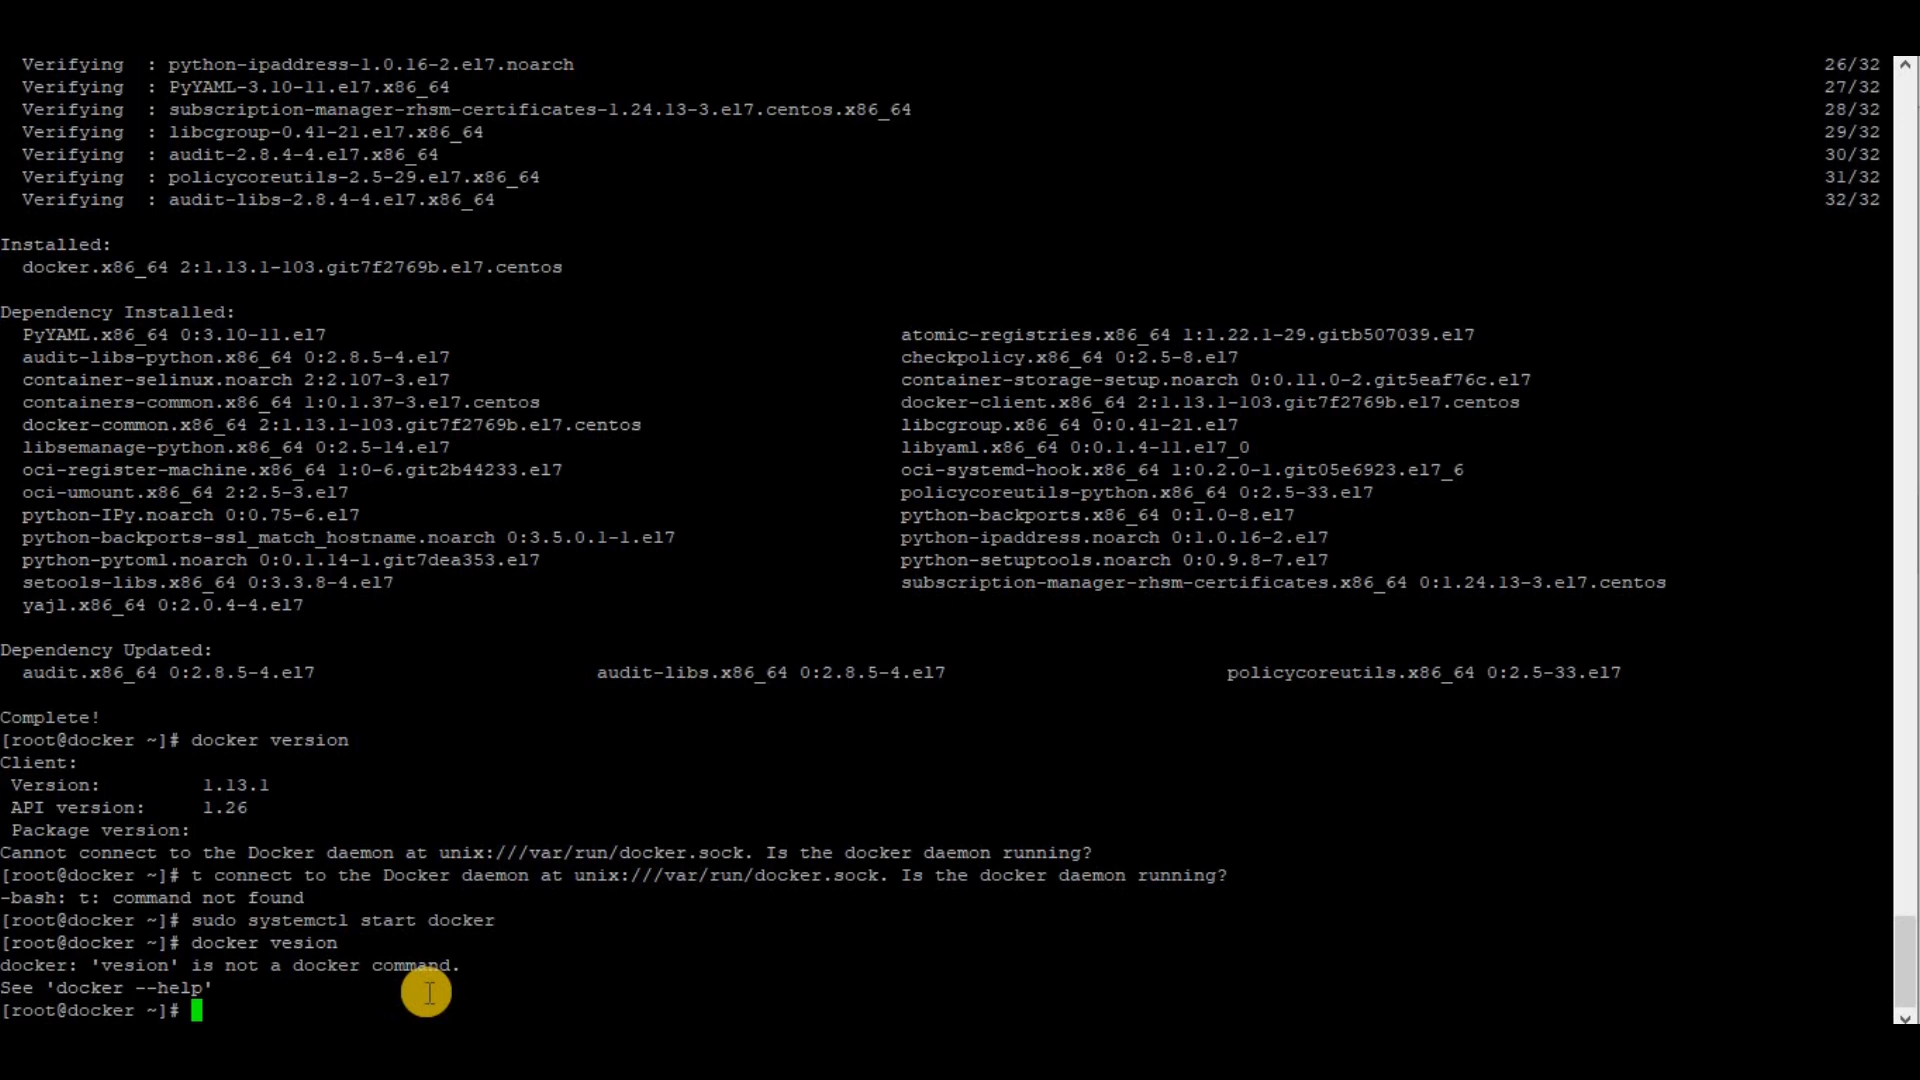 Verifying  : python-ipaddress-1.0.16-2.el7.noarch 26/32
Verifying  : PyYAML-3.10-11.el7.x86_64 27/32
Verifying  : subscription-manager-rhsm-certificates-1.24.13-3.el7.centos.x86_64 28/32
Verifying  : libcgroup-0.41-21.el7.x86_64 29/32
Verifying  : audit-2.8.4-4.el7.x86_64 30/32
Verifying  : policycoreutils-2.5-29.el7.x86_64 31/32
Verifying  : audit-libs-2.8.4-4.el7.x86_64 32/32
Installed:
docker.x86_64 2:1.13.1-103.git7f2769b.el7.centos
Dependency Installed:
PyYAML.x86_64 0:3.10-11.el7 atomic-registries.x86_64 1:1.22.1-29.gitb507039.el7
audit-libs-python.x86_64 0:2.8.5-4.el7 checkpolicy.x86_64 0:2.5-8.el7
container-selinux.noarch 2:2.107-3.el7 container-storage-setup.noarch 0:0.11.0-2.git5eaf76c.el7
containers-common.x86_64 1:0.1.37-3.el7.centos docker-client.x86_64 2:1.13.1-103.git7f2769b.el7.centos
docker-common.x86_64 2:1.13.1-103.git7f2769b.el7.centos libcgroup.x86_64 0:0.41-21.el7
libsemanage-python.x86_64 0:2.5-14.el7 libyaml.x86_64 0:0.1.4-11.el7_0
oci-register-machine.x86_64 1:0-6.git2b44233.el7 oci-systemd-hook.x86_64 1:0.2.0-1.git05e6923.el7_6
oci-umount.x86_64 2:2.5-3.el7 policycoreutils-python.x86_64 0:2.5-33.el7
python-IPy.noarch 0:0.75-6.el7 python-backports.x86_64 0:1.0-8.el7
python-backports-ssl_match_hostname.noarch 0:3.5.0.1-1.el7 python-ipaddress.noarch 0:1.0.16-2.el7
python-pytoml.noarch 0:0.1.14-1.git7dea353.el7 python-setuptools.noarch 0:0.9.8-7.el7
setools-libs.x86_64 0:3.3.8-4.el7 subscription-manager-rhsm-certificates.x86_64 0:1.24.13-3.el7.centos
yajl.x86_64 0:2.0.4-4.el7
Dependency Updated:
audit.x86_64 0:2.8.5-4.el7 audit-libs.x86_64 0:2.8.5-4.el7 policycoreutils.x86_64 0:2.5-33.el7
Complete!
[root@docker ~]# docker version
Client:
Version: 1.13.1
API version: 1.26
Package version:
Cannot connect to the Docker daemon at unix:///var/run/docker.sock. Is the docker daemon running?
[root@docker ~]# t connect to the Docker daemon at unix:///var/run/docker.sock. Is the docker daemon running?
-bash: t: command not found
[root@docker ~]# sudo systemctl start docker
[root@docker ~]# docker vesion
docker: 'vesion' is not a docker command.
See 'docker --help'
[root@docker ~]#